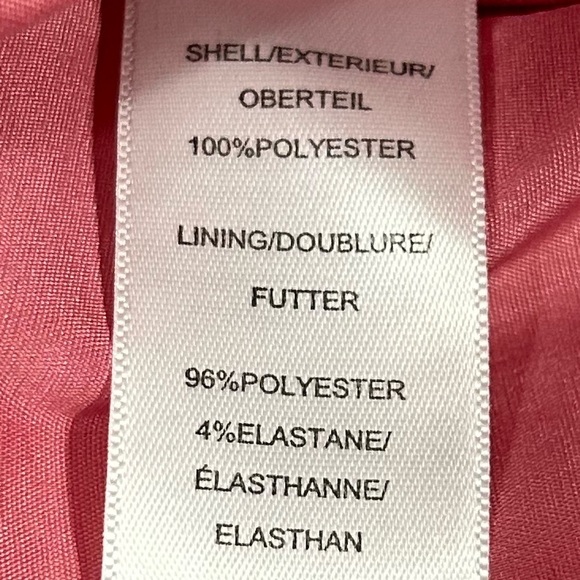 SHELL/EXTERIEUR/
OBERTEIL
100%POLYESTER
LINING/DOUBLURE/
FUTTER
96%POLYESTER
4%ELASTANE/
ÉLASTHANNE/
ELASTHAN